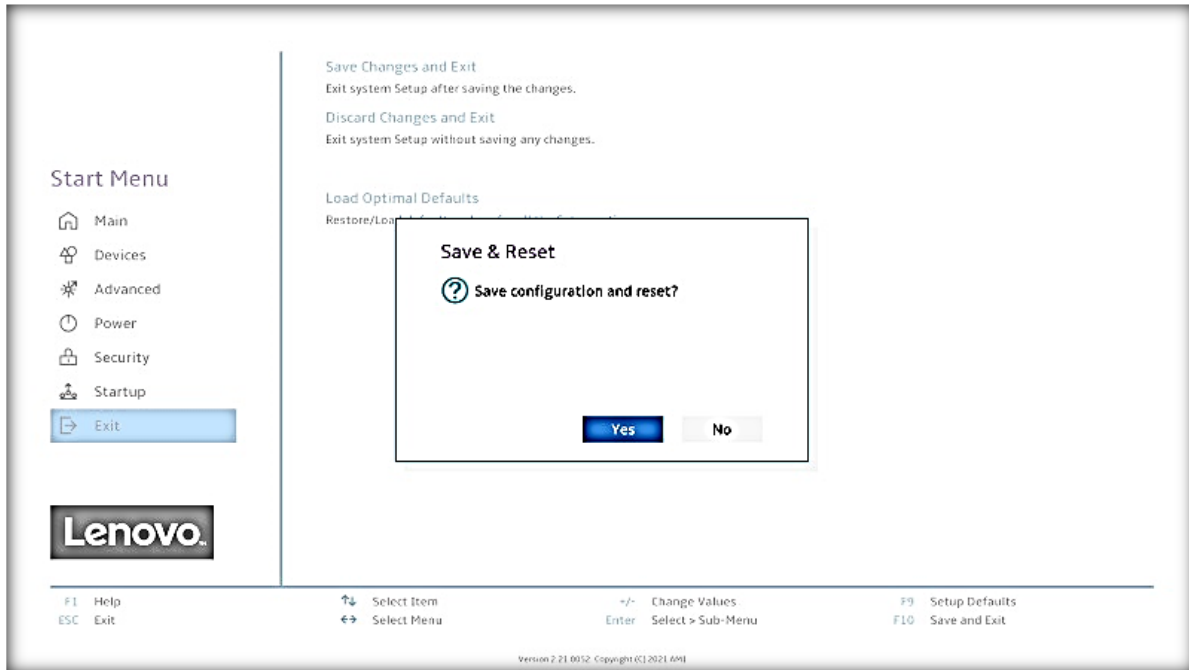 Save Changes and Exit
Exit system Setup after saving the changes.
Discard Changes and Exit
Exit system Setup without saving any changes.
Load Optimal Defaults
Restore/Load
Start Menu
Main
Devices
Advanced
Power
Security
Startup
Exit
Save & Reset
? Save configuration and reset?
Yes No
Lenovo™
F1 Help
ESC Exit
↑↓ Select Item
↔ Select Menu
+/- Change Values
Enter Select > Sub-Menu
F9 Setup Defaults
F10 Save and Exit
Version 2.21.0052. Copyright (C) 2021 AMI